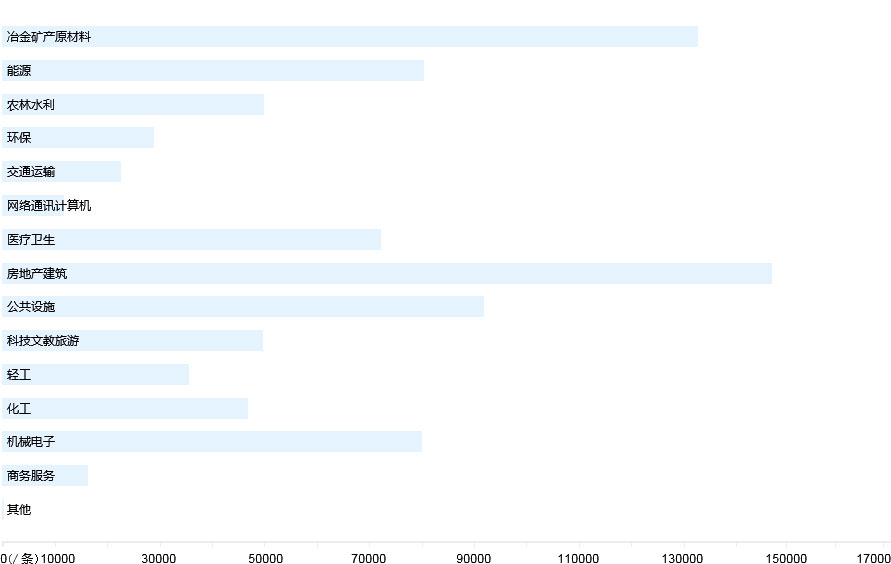 冶金矿产原材料
能源
农林水利
环保
交通运输
网络通讯计算机
医疗卫生
房地产建筑
公共设施
科技文教旅游
轻工
化工
机械电子
商务服务
其他
0(/ 条)10000 30000 50000 70000 90000 110000 130000 150000 17000